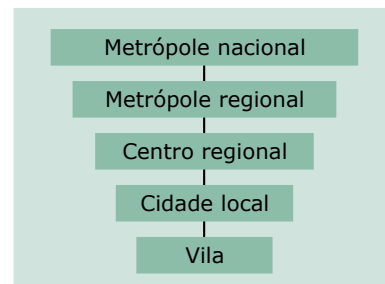 Metrópole nacional
Metrópole regional
Centro regional
Cidade local
Vila